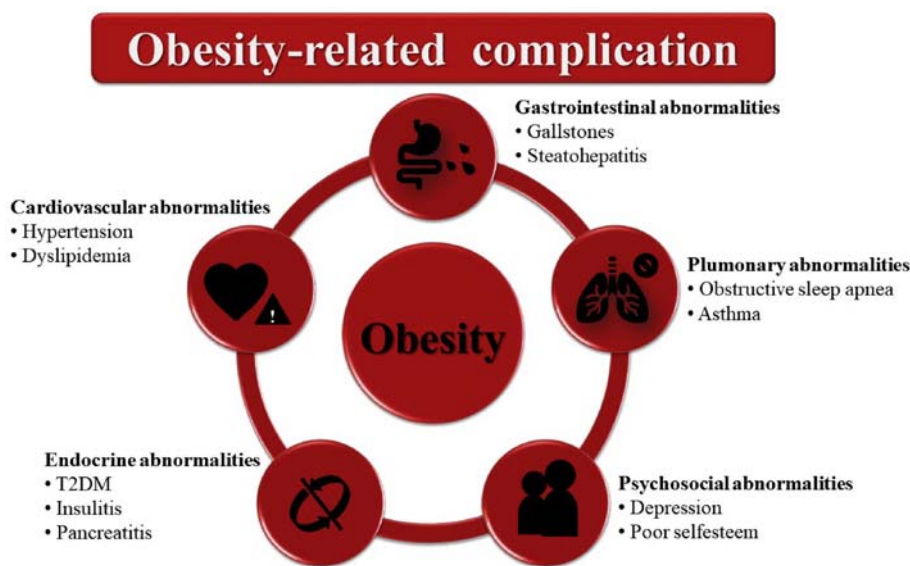 Obesity-related complication
Gastrointestinal abnormalities
• Gallstones
• Steatohepatitis
Cardiovascular abnormalities
• Hypertension
• Dyslipidemia
Plumonary abnormalities
• Obstructive sleep apnea
• Asthma
!
Obesity
Endocrine abnormalities
• T2DM
• Insulitis
• Pancreatitis
Psychosocial abnormalities
• Depression
• Poor selfesteem